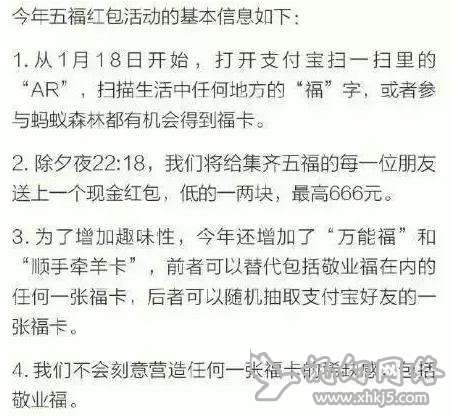 今年五福红包活动的基本信息如下：
1. 从1月18日开始，打开支付宝扫一扫里的
“AR”，扫描生活中任何地方的“福”字，或者参
与蚂蚁森林都有机会得到福卡。
2. 除夕夜22:18，我们将给集齐五福的每一位朋友
送上一个现金红包，低的一两块，最高666元。
3. 为了增加趣味性，今年还增加了“万能福”和
“顺手牵羊卡”，前者可以替代包括敬业福在内的
任何一张福卡，后者可以随机抽取支付宝好友的一
张福卡。
4. 我们不会刻意营造任何一张福卡的稀缺感，包括
敬业福。
www.xhkj5.com